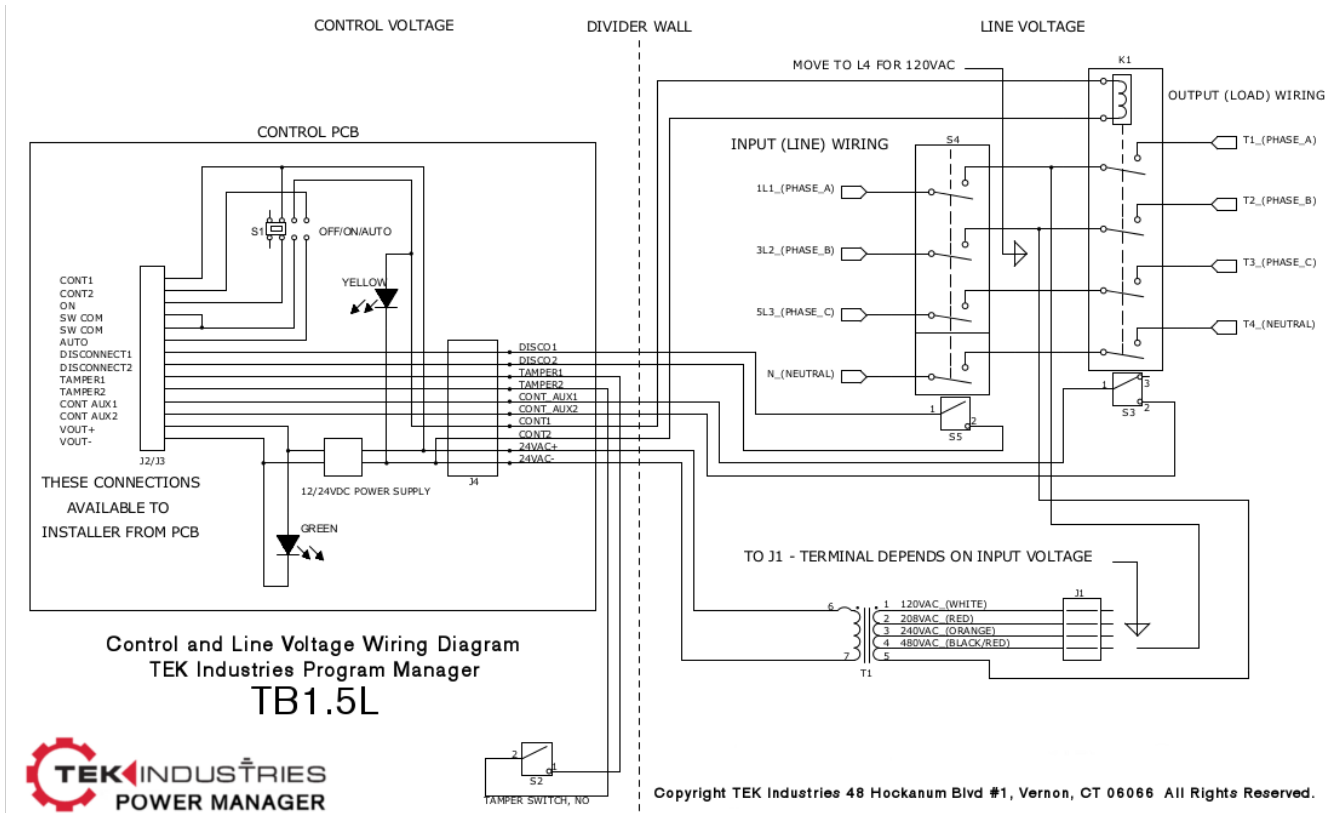 CONTROL VOLTAGE
DIVIDER WALL
LINE VOLTAGE
MOVE TO L4 FOR 120VAC
K1
OUTPUT (LOAD) WIRING
CONTROL PCB
INPUT (LINE) WIRING
S4
T1_(PHASE_A)
1L1_(PHASE_A)
T2_(PHASE_B)
S1
OFF/ON/AUTO
3L2_(PHASE_B)
T3_(PHASE_C)
YELLOW
5L3_(PHASE_C)
T4_(NEUTRAL)
N_(NEUTRAL)
CONT1
CONT2
ON
SW COM
SW COM
AUTO
DISCONNECT1
DISCONNECT2
TAMPER1
TAMPER2
CONT AUX1
CONT AUX2
VOUT+
VOUT-
J2/J3
DISCO1
DISCO2
TAMPER1
TAMPER2
CONT_AUX1
CONT_AUX2
CONT1
CONT2
24VAC+
24VAC-
J4
1
2
S5
1
3
2
S3
12/24VDC POWER SUPPLY
THESE CONNECTIONS
AVAILABLE TO
INSTALLER FROM PCB
GREEN
TO J1 - TERMINAL DEPENDS ON INPUT VOLTAGE
J1
6
7
1 120VAC_(WHITE)
2 208VAC_(RED)
3 240VAC_(ORANGE)
4 480VAC_(BLACK/RED)
5
T1
Control and Line Voltage Wiring Diagram
TEK Industries Program Manager
TB1.5L
2
1
S2
TAMPER SWITCH, NO
TEK INDUSTRIES
POWER MANAGER
Copyright TEK Industries 48 Hockanum Blvd #1, Vernon, CT 06066 All Rights Reserved.